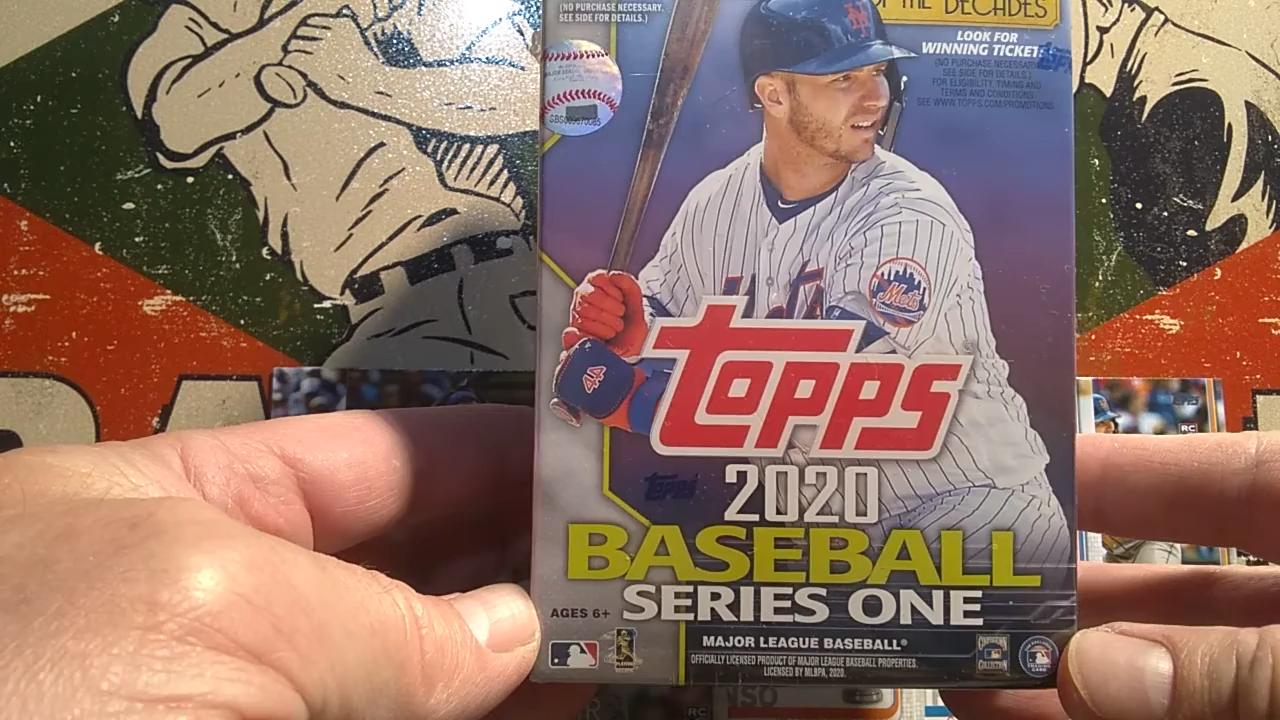 (NO PURCHASE NECESSARY.
SEE SIDE FOR DETAILS.)
OF THE DECADES
LOOK FOR
WINNING TICKET
(NO PURCHASE NECESSARY
SEE SIDE FOR DETAILS.)
FOR ELIGIBILITY, TIMING AND
TERMS AND CONDITIONS
SEE WWW.TOPPS.COM/PROMOTIONS
Mets
44
TOPPS
Topps
2020
BASEBALL
SERIES ONE
AGES 6+
MAJOR LEAGUE BASEBALL®
OFFICIALLY LICENSED PRODUCT OF MAJOR LEAGUE BASEBALL PROPERTIES.
LICENSED BY MLBPA, 2020.
RC
RC